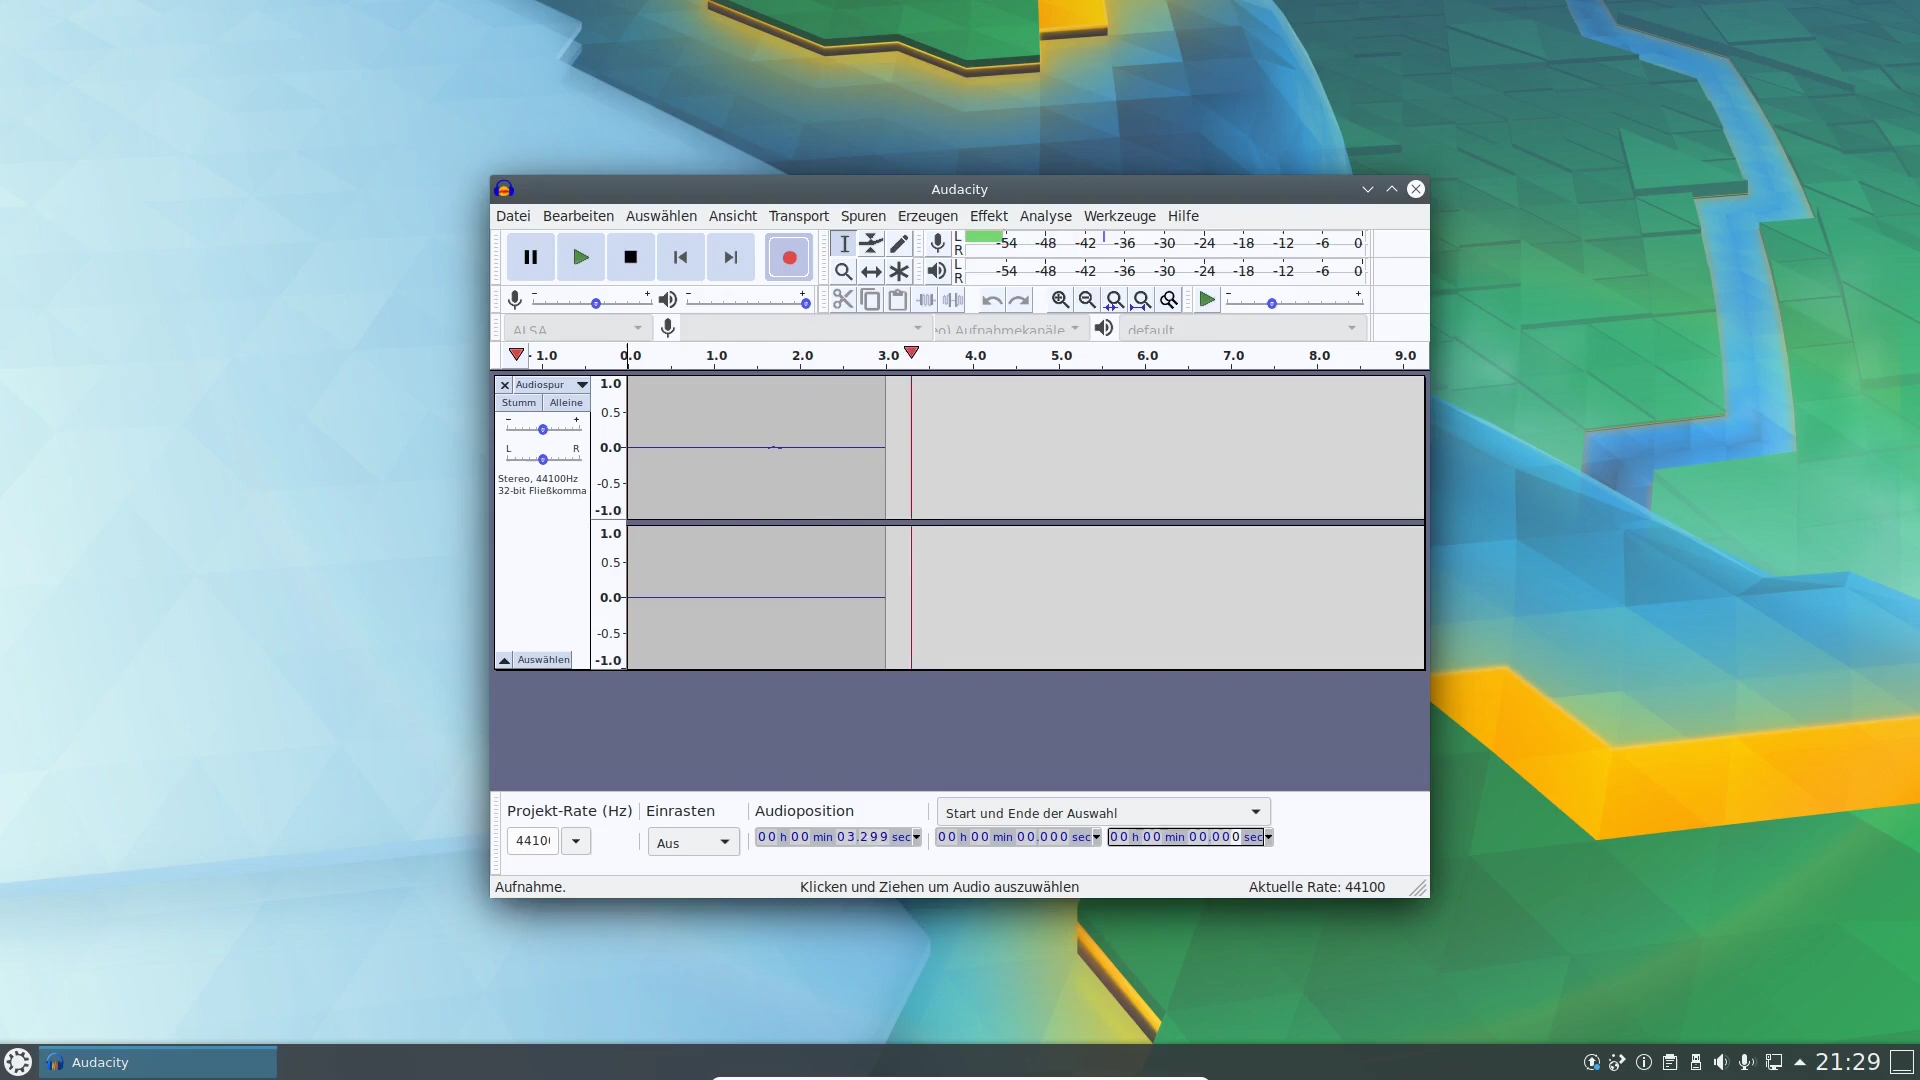 Audacity
Datei Bearbeiten Auswählen Ansicht Transport Spuren Erzeugen Effekt Analyse Werkzeuge Hilfe
L
R
-54 -48 -42 -36 -30 -24 -18 -12 -6 0
L
R
-54 -48 -42 -36 -30 -24 -18 -12 -6 0
- + - + - +
ALSA
Aufnahmekanäle
default
- 1.0 0.0 1.0 2.0 3.0 4.0 5.0 6.0 7.0 8.0 9.0
Audiospur
Stumm Alleine
- +
L R
Stereo, 44100Hz
32-bit Fließkomma
1.0
0.5
0.0
-0.5
-1.0
1.0
0.5
0.0
-0.5
-1.0
Auswählen
Projekt-Rate (Hz) Einrasten Audioposition Start und Ende der Auswahl
Aus 00 h 00 min 03.299 sec 00 h 00 min 00.000 sec 00 h 00 min 00.000 sec
Aufnahme. Klicken und Ziehen um Audio auszuwählen Aktuelle Rate: 44100
Audacity 21:29